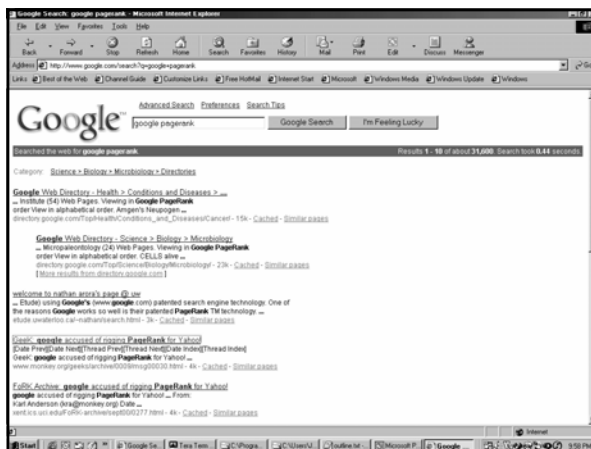 Google Search: google pagerank - Microsoft Internet Explorer
File Edit View Favorites Tools Help
Back Forward Stop Refresh Home Search Favorites History Mail Print Edit Discuss Messenger
Address http://www.google.com/search?q=google+pagerank Go
Links Best of the Web Channel Guide Customize Links Free HotMail Internet Start Microsoft Windows Media Windows Update Windows
Advanced Search Preferences Search Tips
Google
google pagerank Google Search I'm Feeling Lucky
Searched the web for google pagerank. Results 1 - 10 of about 31,600. Search took 0.44 seconds.
Category: Science > Biology > Microbiology > Directories
Google Web Directory - Health > Conditions and Diseases > ...
... Institute (54) Web Pages. Viewing in Google PageRank
order View in alphabetical order. Amgen's Neupogen ...
directory.google.com/Top/Health/Conditions_and_Diseases/Cancer/ - 15k - Cached - Similar pages
Google Web Directory - Science > Biology > Microbiology
... Micropaleontology (24) Web Pages. Viewing in Google PageRank
order View in alphabetical order. CELLS alive ...
directory.google.com/Top/Science/Biology/Microbiology/ - 23k - Cached - Similar pages
[ More results from directory.google.com ]
welcome to nathan arora's page @ uw
... Etude) using Google's (www.google.com) patented search engine technology. One of
the reasons Google works so well is their patented PageRank TM technology. ...
etude.uwaterloo.ca/~nathan/search.html - 3k - Cached - Similar pages
GeeK: google accused of rigging PageRank for Yahoo!
[Date Prev][Date Next][Thread Prev][Thread Next][Date Index][Thread Index]
GeeK: google accused of rigging PageRank for Yahoo! ...
www.monkey.org/geeks/archive/0009/msg00030.html - 4k - Cached - Similar pages
FoRK Archive: google accused of rigging PageRank for Yahoo!
google accused of rigging PageRank for Yahoo! ... From:
Karl Anderson (kra@monkey.org) Date ...
xent.ics.uci.edu/FoRK-archive/sept00/0277.html - 4k - Cached - Similar pages
Internet
Start Google Se... Tera Term ... C:\Progra... C:\Users\J... outline.txt - ... Microsoft P... Google ... 9:58 PM